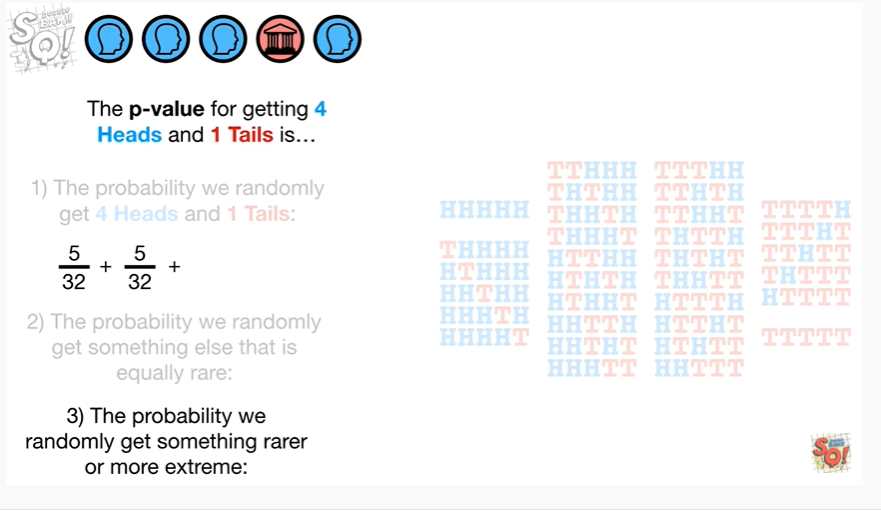 DOUBLE
BAM!!
SQ!
The p-value for getting 4
Heads and 1 Tails is...
1) The probability we randomly
get 4 Heads and 1 Tails:
5/32 + 5/32 +
2) The probability we randomly
get something else that is
equally rare:
3) The probability we
randomly get something rarer
or more extreme:
HHHHH
THHHH
HTHHH
HHTHH
HHHTH
HHHHT
TTHHH
THTHH
THHTH
THHHT
HTTHH
HTHTH
HTHHT
HHTTH
HHTHT
HHHTT
TTTHH
TTHTH
TTHHT
THTTH
THTHT
THHTT
HTTTH
HTTHT
HTHTT
HHTTT
TTTTH
TTTHT
TTHTT
THTTT
HTTTT
TTTTT
SQ!